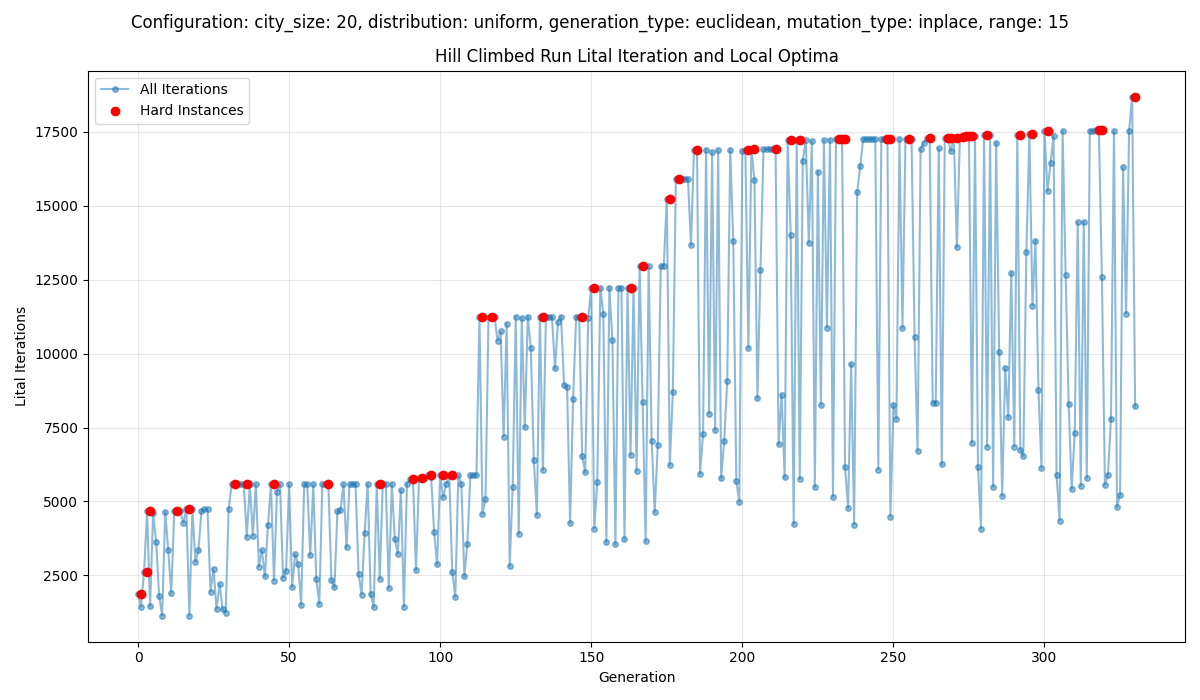 Configuration: city_size: 20, distribution: uniform, generation_type: euclidean, mutation_type: inplace, range: 15
Hill Climbed Run Lital Iteration and Local Optima
All Iterations
Hard Instances
17500
15000
12500
10000
7500
5000
2500
Lital Iterations
0 50 100 150 200 250 300
Generation